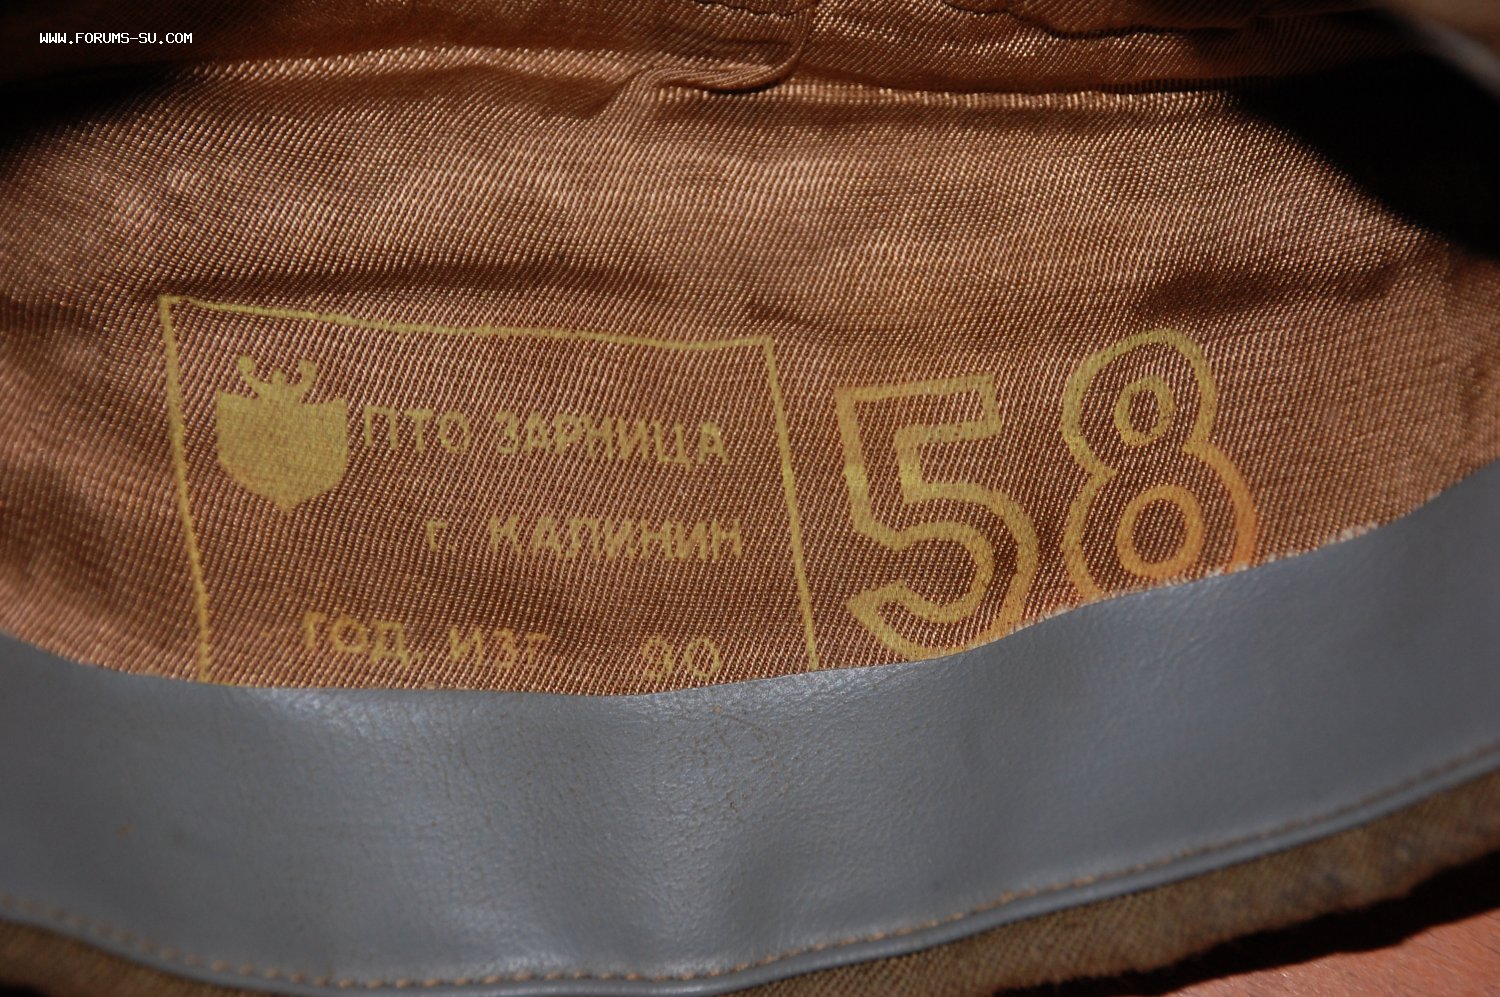 WWW.FORUMS-SU.COM
ПТО ЗАРНИЦА
г. КАЛИНИН
ГОД. ИЗГ. 90
58